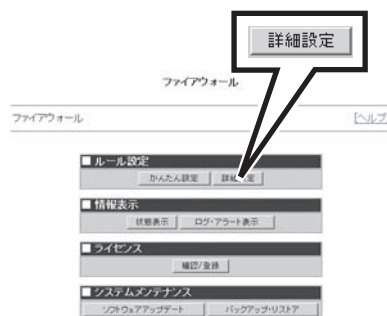 詳細設定
ファイアウォール
ファイアウォール [ヘルプ
■ ルール設定
かんたん設定 詳細設定
■ 情報表示
状態表示 ログ・アラート表示
■ ライセンス
確認/登録
■ システムメンテナンス
ソフトウェアアップデート バックアップ・リストア